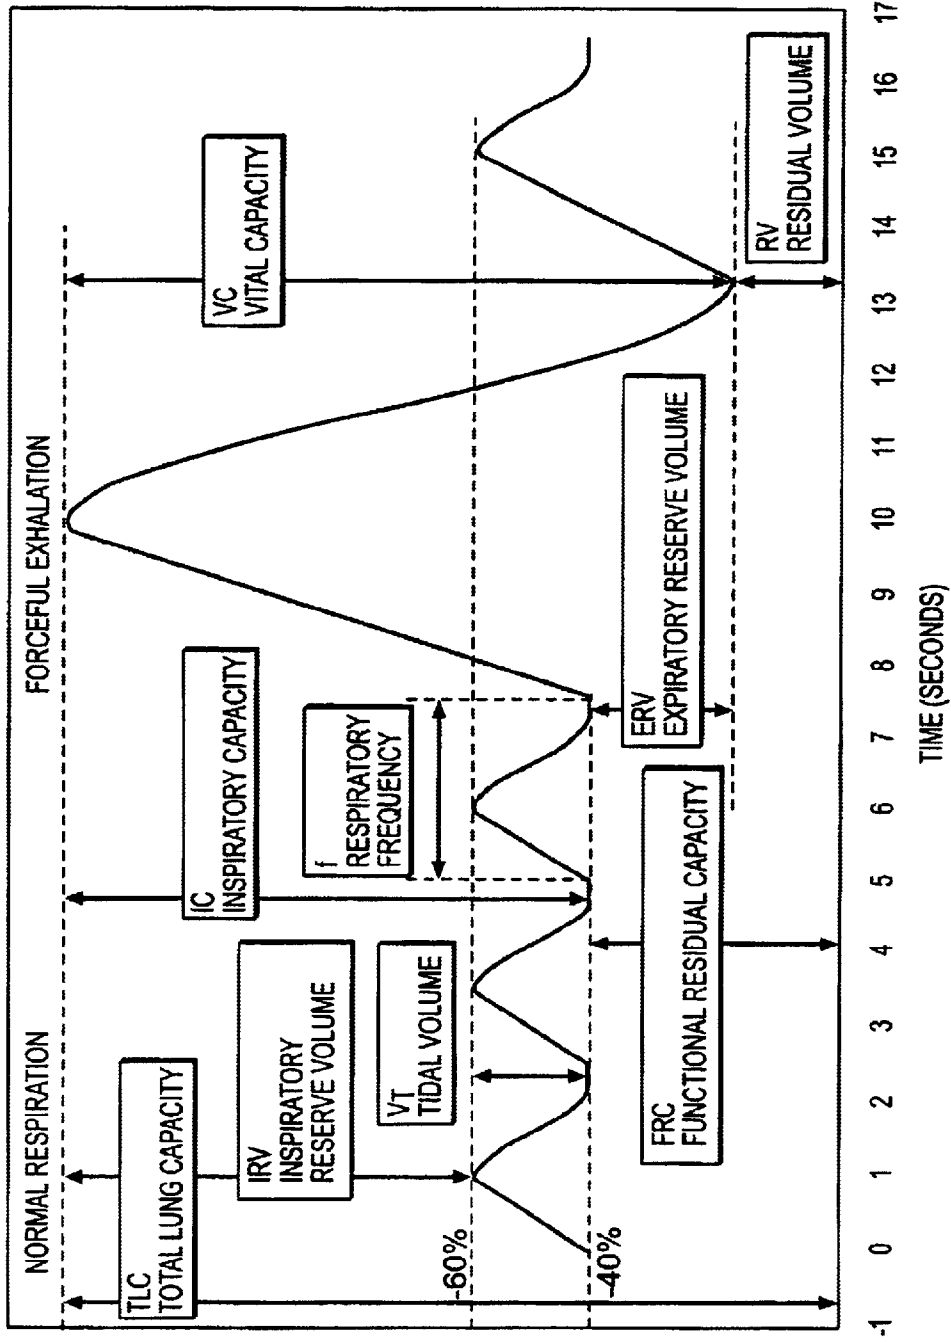 NORMAL RESPIRATION
FORCEFUL EXHALATION
TLC
TOTAL LUNG CAPACITY
IRV
INSPIRATORY
RESERVE VOLUME
IC
INSPIRATORY CAPACITY
VC
VITAL CAPACITY
VT
TIDAL VOLUME
f
RESPIRATORY
FREQUENCY
-60%
-40%
FRC
FUNCTIONAL RESIDUAL CAPACITY
ERV
EXPIRATORY RESERVE VOLUME
RV
RESIDUAL VOLUME
-1 0 1 2 3 4 5 6 7 8 9 10 11 12 13 14 15 16 17
TIME (SECONDS)